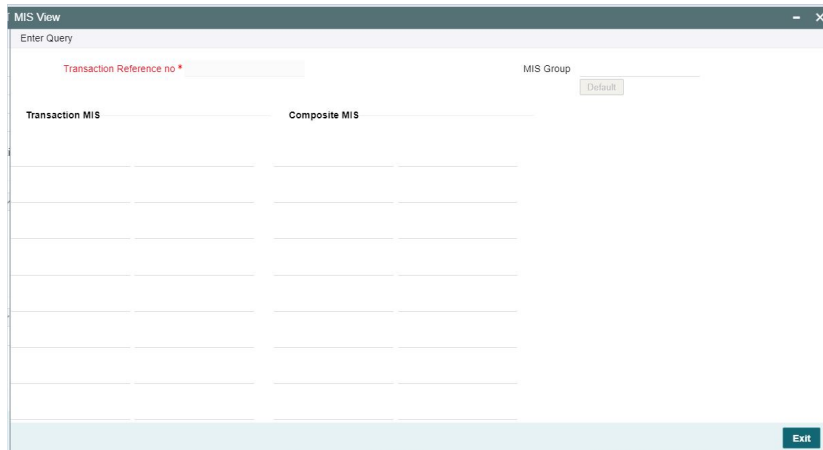 MIS View
Enter Query
Transaction Reference no *
MIS Group
Default
Transaction MIS
Composite MIS
Exit